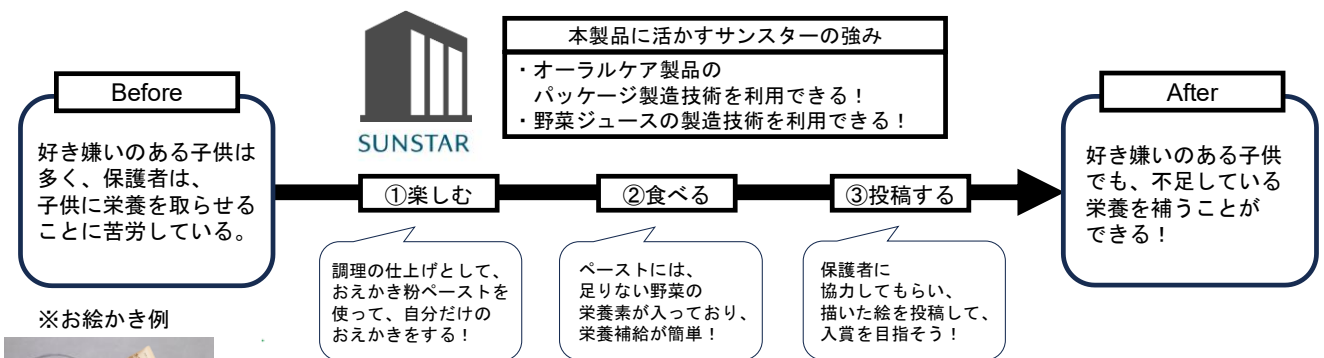 SUNSTAR
本製品に活かすサンスターの強み
・オーラルケア製品の
パッケージ製造技術を利用できる！
・野菜ジュースの製造技術を利用できる！
Before
好き嫌いのある子供は
多く、保護者は、
子供に栄養を取らせる
ことに苦労している。
①楽しむ
調理の仕上げとして、
おえかき粉ペーストを
使って、自分だけの
おえかきをする！
②食べる
ペーストには、
足りない野菜の
栄養素が入っており、
栄養補給が簡単！
③投稿する
保護者に
協力してもらい、
描いた絵を投稿して、
入賞を目指そう！
After
好き嫌いのある子供
でも、不足している
栄養を補うことが
できる！
※お絵かき例